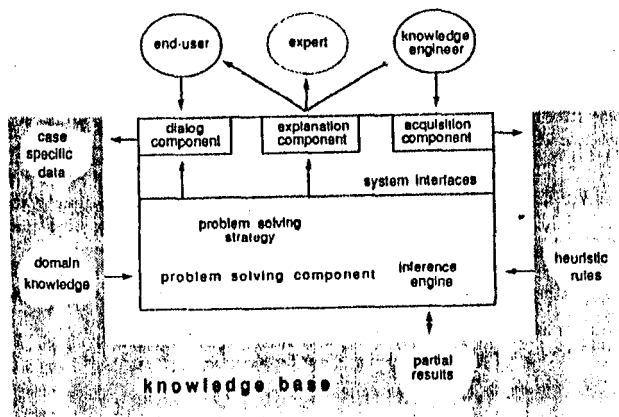 end-user
expert
knowledge
engineer
case
specific
data
dialog
component
explanation
component
acquisition
component
system interfaces
problem solving
strategy
domain
knowledge
problem solving component
inference
engine
heuristic
rules
partial
results
knowledge base